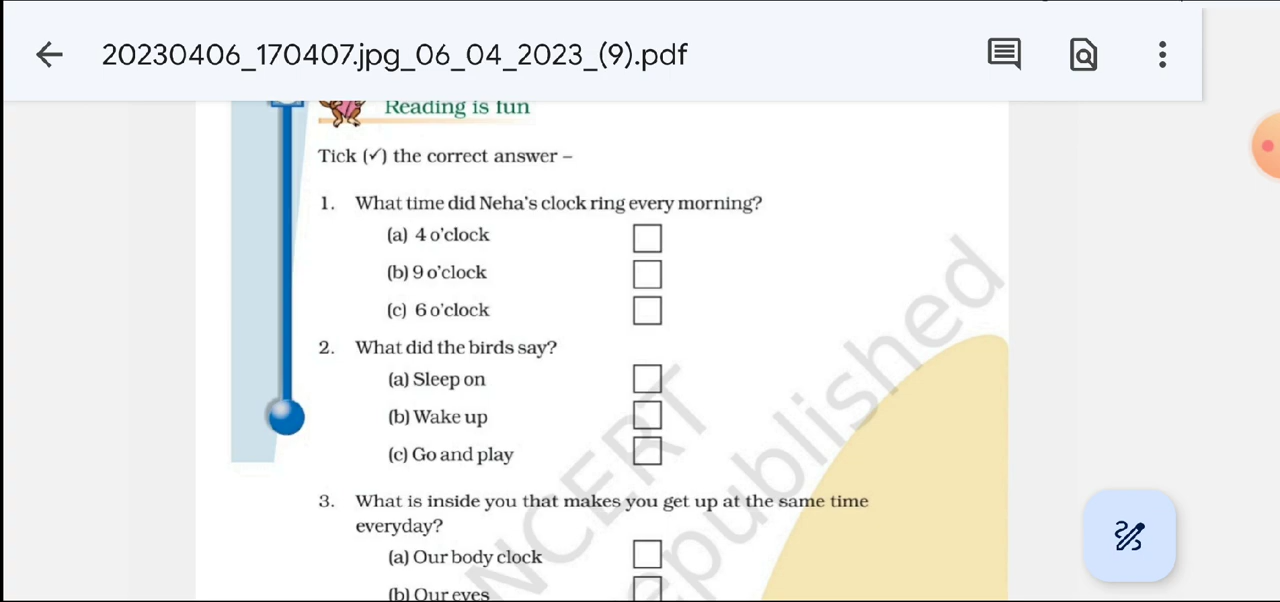 20230406_170407.jpg_06_04_2023_(9).pdf
Reading is fun
Tick (✓) the correct answer –
1. What time did Neha's clock ring every morning?
(a) 4 o'clock
(b) 9 o'clock
(c) 6 o'clock
2. What did the birds say?
(a) Sleep on
(b) Wake up
(c) Go and play
3. What is inside you that makes you get up at the same time
everyday?
(a) Our body clock
(b) Our eyes
NCERT
republished